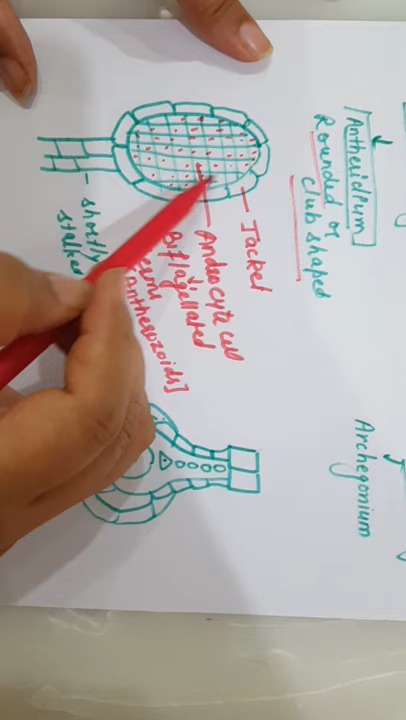 [Antheridium]
Rounded or
club shaped
Jacket
Androcyte cell
Biflagellated
[Antherozoids]
shortly
stalked
Archegonium